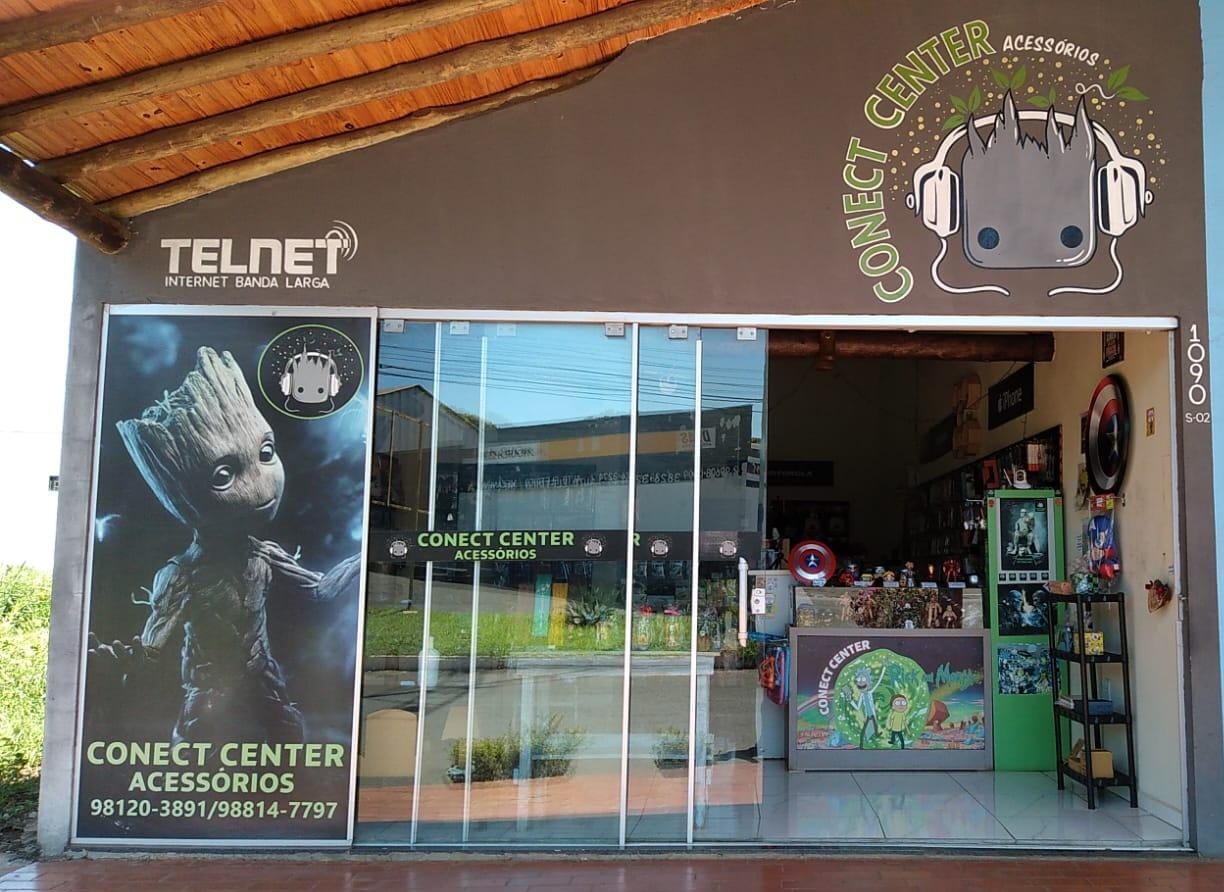 CONECT CENTER
ACESSÓRIOS
TELNET
INTERNET BANDA LARGA
1090
S-02
iPhone
CONECT CENTER
ACESSÓRIOS
CONECT CENTER
CONECT CENTER
ACESSÓRIOS
98120-3891/98814-7797